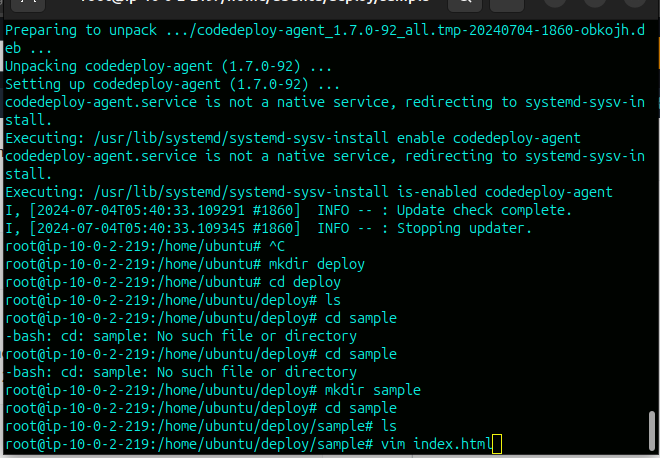 Preparing to unpack .../codedeploy-agent_1.7.0-92_all.tmp-20240704-1860-obkojh.d
eb ...
Unpacking codedeploy-agent (1.7.0-92) ...
Setting up codedeploy-agent (1.7.0-92) ...
codedeploy-agent.service is not a native service, redirecting to systemd-sysv-in
stall.
Executing: /usr/lib/systemd/systemd-sysv-install enable codedeploy-agent
codedeploy-agent.service is not a native service, redirecting to systemd-sysv-in
stall.
Executing: /usr/lib/systemd/systemd-sysv-install is-enabled codedeploy-agent
I, [2024-07-04T05:40:33.109291 #1860]  INFO -- : Update check complete.
I, [2024-07-04T05:40:33.109345 #1860]  INFO -- : Stopping updater.
root@ip-10-0-2-219:/home/ubuntu# ^C
root@ip-10-0-2-219:/home/ubuntu# mkdir deploy
root@ip-10-0-2-219:/home/ubuntu# cd deploy
root@ip-10-0-2-219:/home/ubuntu/deploy# ls
root@ip-10-0-2-219:/home/ubuntu/deploy# cd sample
-bash: cd: sample: No such file or directory
root@ip-10-0-2-219:/home/ubuntu/deploy# cd sample
-bash: cd: sample: No such file or directory
root@ip-10-0-2-219:/home/ubuntu/deploy# mkdir sample
root@ip-10-0-2-219:/home/ubuntu/deploy# cd sample
root@ip-10-0-2-219:/home/ubuntu/deploy/sample# ls
root@ip-10-0-2-219:/home/ubuntu/deploy/sample# vim index.html